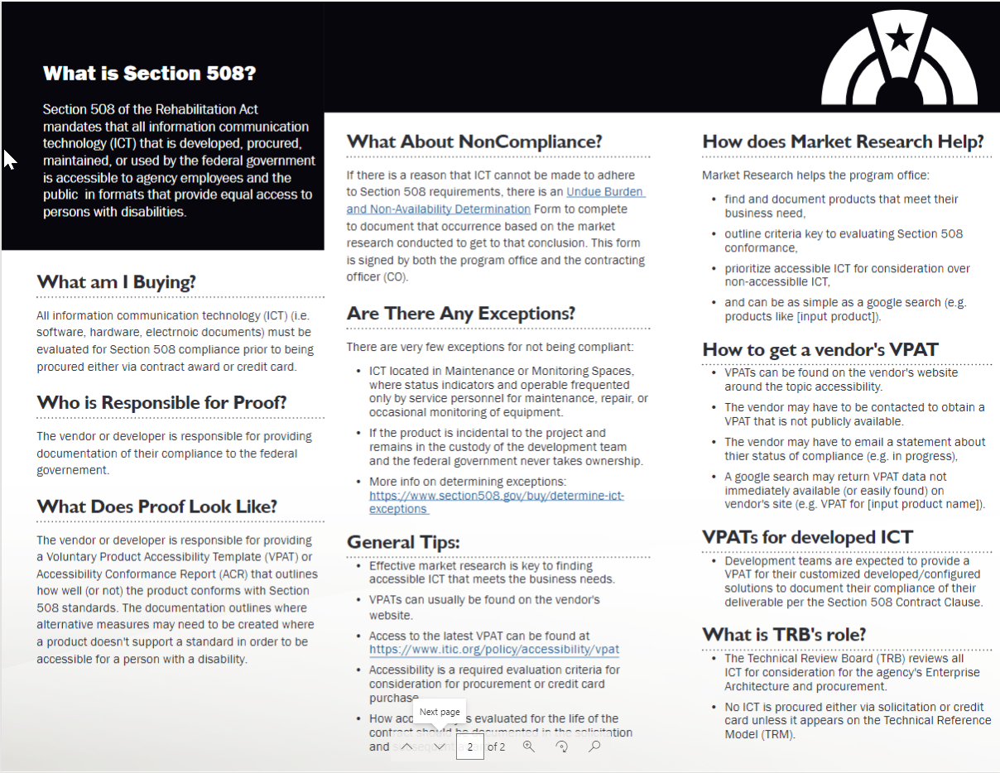 What is Section 508?
Section 508 of the Rehabilitation Act
mandates that all information communication
technology (ICT) that is developed, procured,
maintained, or used by the federal government
is accessible to agency employees and the
public  in formats that provide equal access to
persons with disabilities.
What am I Buying?
All information communication technology (ICT) (i.e.
software, hardware, electrnoic documents) must be
evaluated for Section 508 compliance prior to being
procured either via contract award or credit card.
Who is Responsible for Proof?
The vendor or developer is responsible for providing
documentation of their compliance to the federal
governement.
What Does Proof Look Like?
The vendor or developer is responsible for providing
a Voluntary Product Accessibility Template (VPAT) or
Accessibility Conformance Report (ACR) that outlines
how well (or not) the product conforms with Section
508 standards. The documentation outlines where
alternative measures may need to be created where
a product doesn't support a standard in order to be
accessible for a person with a disability.
What About NonCompliance?
If there is a reason that ICT cannot be made to adhere
to Section 508 requirements, there is an Undue Burden
and Non-Availability Determination Form to complete
to document that occurrence based on the market
research conducted to get to that conclusion. This form
is signed by both the program office and the contracting
officer (CO).
Are There Any Exceptions?
There are very few exceptions for not being compliant:
• ICT located in Maintenance or Monitoring Spaces,
where status indicators and operable frequented
only by service personnel for maintenance, repair, or
occasional monitoring of equipment.
• If the product is incidental to the project and
remains in the custody of the development team
and the federal government never takes ownership.
• More info on determining exceptions:
https://www.section508.gov/buy/determine-ict-
exceptions
General Tips:
• Effective market research is key to finding
accessible ICT that meets the business needs.
• VPATs can usually be found on the vendor's
website.
• Access to the latest VPAT can be found at
https://www.itic.org/policy/accessibility/vpat
• Accessibility is a required evaluation criteria for
consideration for procurement or credit card
purchase
• How evaluated for the life of the
contract should be documented in the solicitation
and
Next page
2 of 2
How does Market Research Help?
Market Research helps the program office:
• find and document products that meet their
business need,
• outline criteria key to evaluating Section 508
conformance,
• prioritize accessible ICT for consideration over
non-accessiblle ICT,
• and can be as simple as a google search (e.g.
products like [input product]).
How to get a vendor's VPAT
• VPATs can be found on the vendor's website
around the topic accessibility.
• The vendor may have to be contacted to obtain a
VPAT that is not publicly available.
• The vendor may have to email a statement about
thier status of compliance (e.g. in progress),
• A google search may return VPAT data not
immediately available (or easily found) on
vendor's site (e.g. VPAT for [input product name]).
VPATs for developed ICT
• Development teams are expected to provide a
VPAT for their customized developed/configured
solutions to document their compliance of their
deliverable per the Section 508 Contract Clause.
What is TRB's role?
• The Technical Review Board (TRB) reviews all
ICT for consideration for the agency's Enterprise
Architecture and procurement.
• No ICT is procured either via solicitation or credit
card unless it appears on the Technical Reference
Model (TRM).